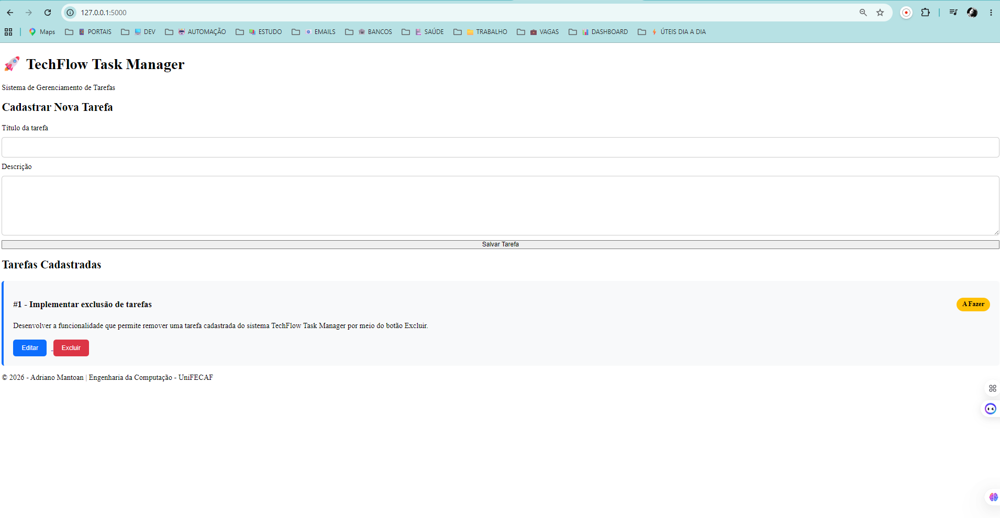 127.0.0.1:5000
Maps PORTAIS DEV AUTOMAÇÃO ESTUDO EMAILS BANCOS SAÚDE TRABALHO VAGAS DASHBOARD ÚTEIS DIA A DIA
🚀 TechFlow Task Manager
Sistema de Gerenciamento de Tarefas
Cadastrar Nova Tarefa
Título da tarefa
Descrição
Salvar Tarefa
Tarefas Cadastradas
#1 - Implementar exclusão de tarefas A Fazer
Desenvolver a funcionalidade que permite remover uma tarefa cadastrada do sistema TechFlow Task Manager por meio do botão Excluir.
Editar Excluir
© 2026 - Adriano Mantoan | Engenharia da Computação - UniFECAF